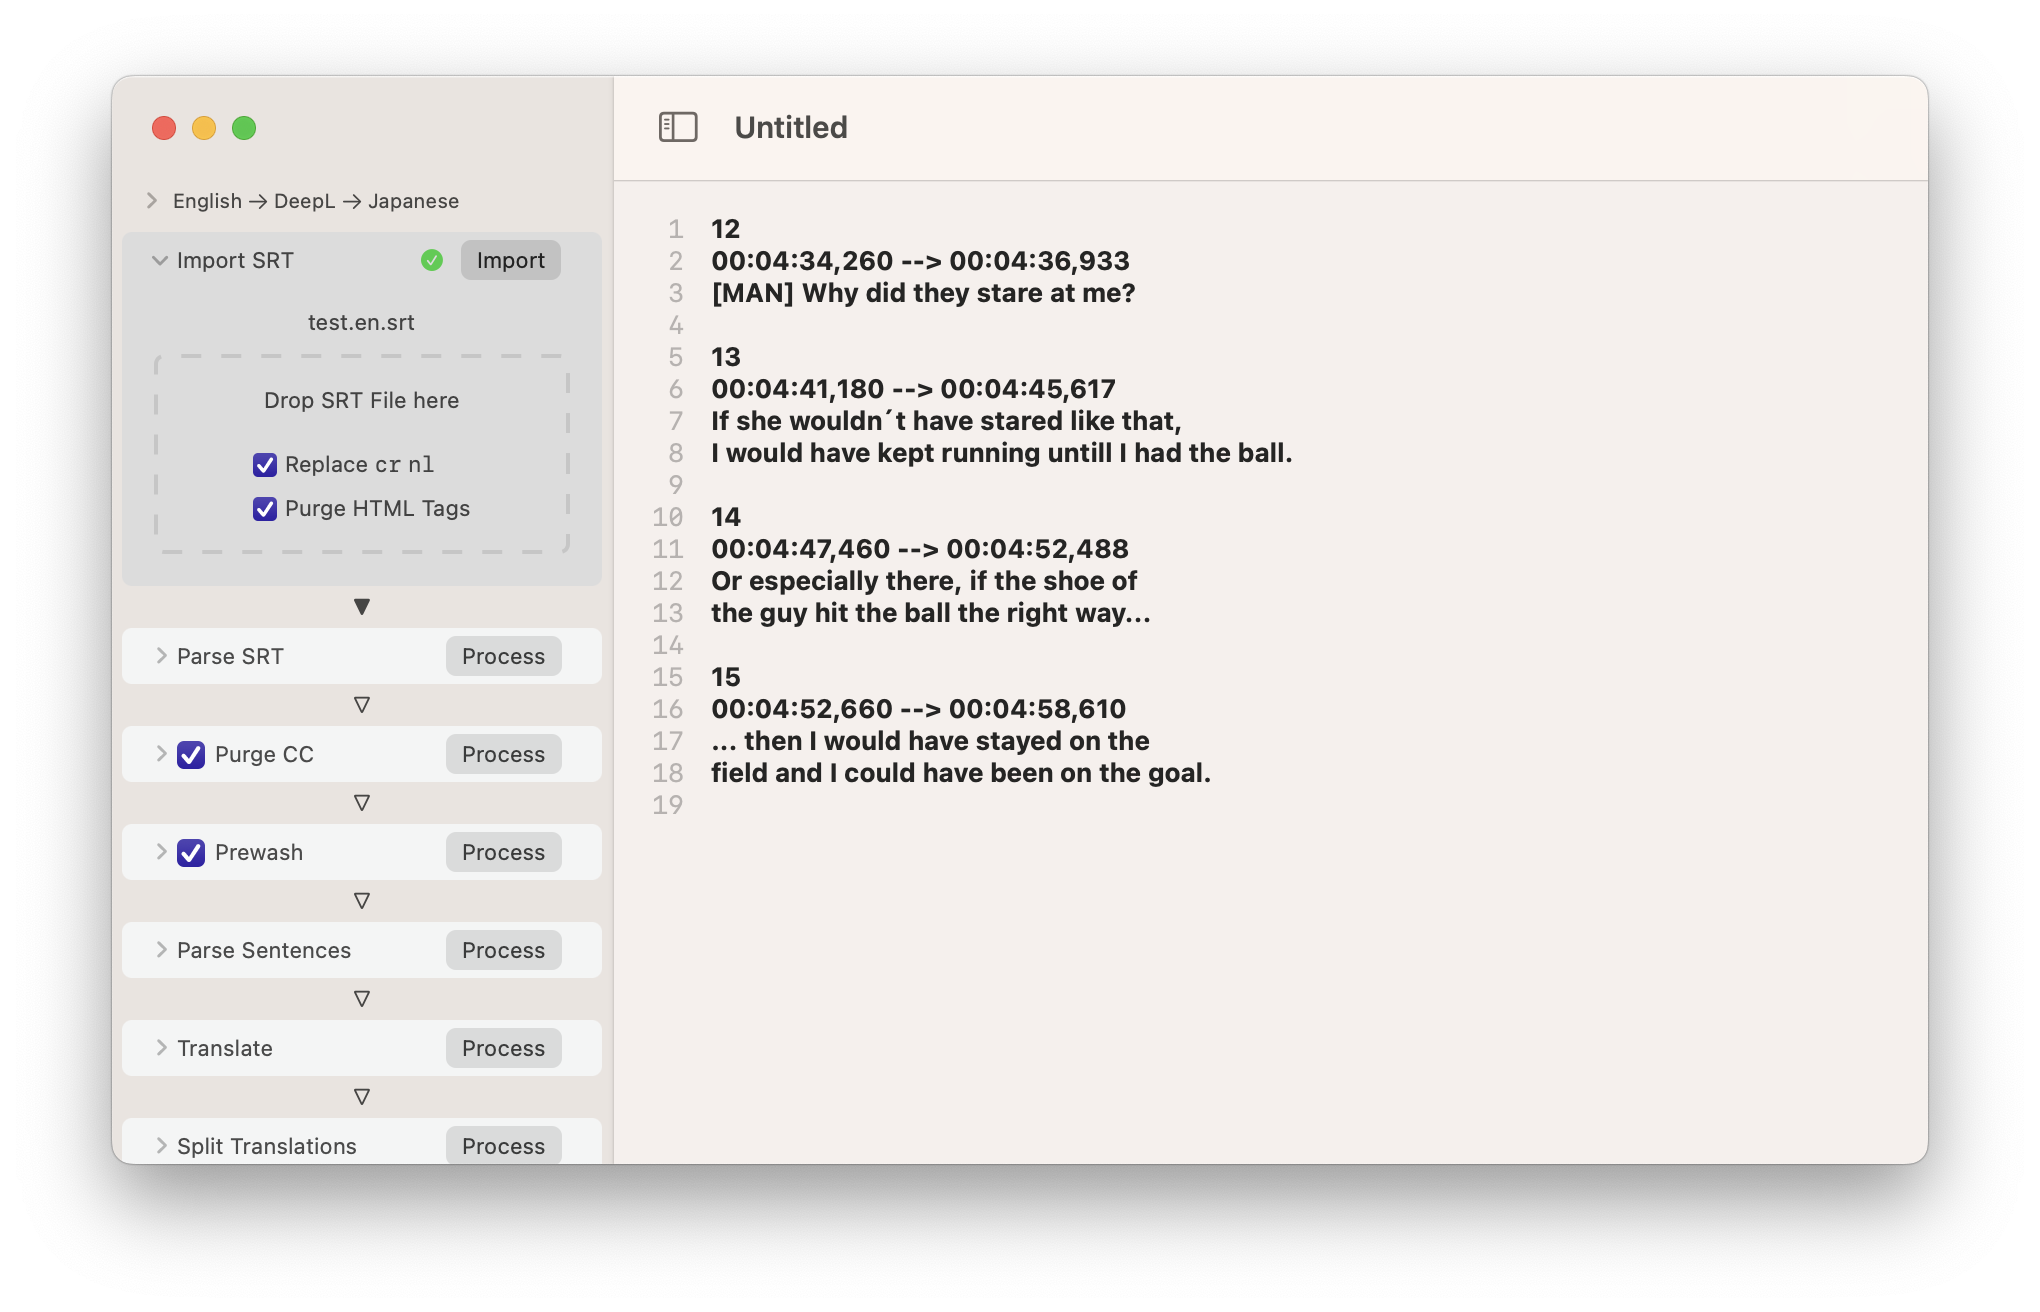 English → DeepL → Japanese
Import SRT
Import
test.en.srt
Drop SRT File here
Replace cr nl
Purge HTML Tags
Parse SRT
Process
Purge CC
Process
Prewash
Process
Parse Sentences
Process
Translate
Process
Split Translations
Process
Untitled
1 12
2 00:04:34,260 --> 00:04:36,933
3 [MAN] Why did they stare at me?
4
5 13
6 00:04:41,180 --> 00:04:45,617
7 If she wouldn´t have stared like that,
8 I would have kept running untill I had the ball.
9
10 14
11 00:04:47,460 --> 00:04:52,488
12 Or especially there, if the shoe of
13 the guy hit the ball the right way...
14
15 15
16 00:04:52,660 --> 00:04:58,610
17 ... then I would have stayed on the
18 field and I could have been on the goal.
19